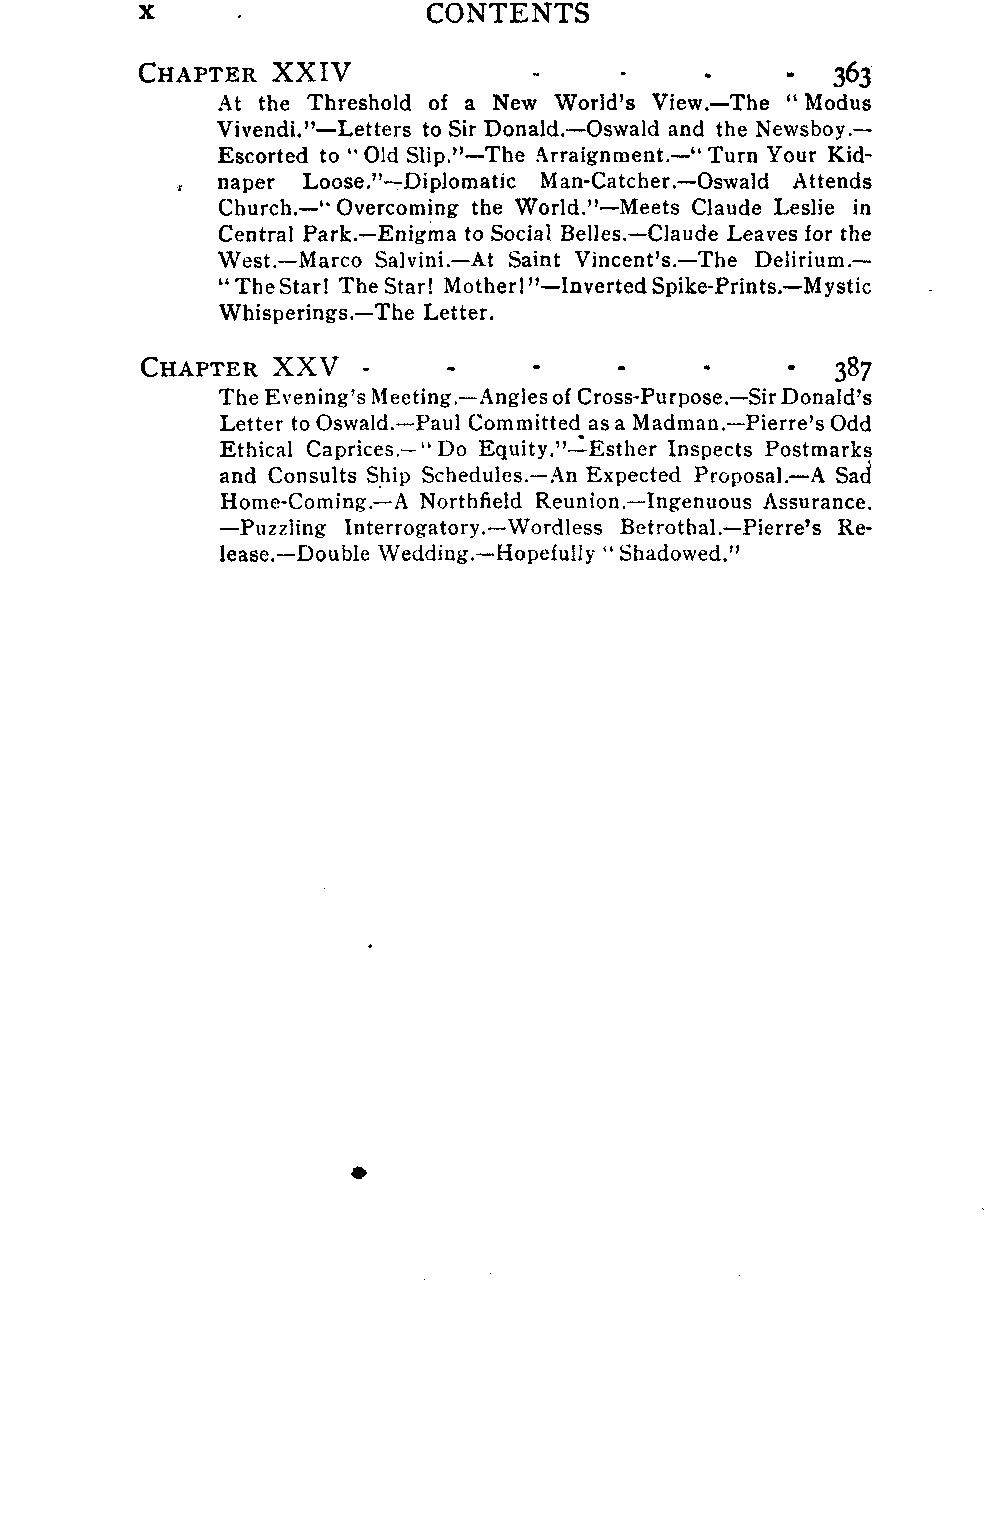 x CONTENTS
CHAPTER XXIV - - - - 363
At the Threshold of a New World's View.—The "Modus
Vivendi."—Letters to Sir Donald.—Oswald and the Newsboy.—
Escorted to "Old Slip."—The Arraignment.—"Turn Your Kid-
naper Loose."—Diplomatic Man-Catcher.—Oswald Attends
Church.—"Overcoming the World."—Meets Claude Leslie in
Central Park.—Enigma to Social Belles.—Claude Leaves for the
West.—Marco Salvini.—At Saint Vincent's.—The Delirium.—
"The Star! The Star! Mother!"—Inverted Spike-Prints.—Mystic
Whisperings.—The Letter.
CHAPTER XXV - - - - - - 387
The Evening's Meeting.—Angles of Cross-Purpose.—Sir Donald's
Letter to Oswald.—Paul Committed as a Madman.—Pierre's Odd
Ethical Caprices.—"Do Equity."—Esther Inspects Postmarks
and Consults Ship Schedules.—An Expected Proposal.—A Sad
Home-Coming.—A Northfield Reunion.—Ingenuous Assurance.
—Puzzling Interrogatory.—Wordless Betrothal.—Pierre's Re-
lease.—Double Wedding.—Hopefully "Shadowed."